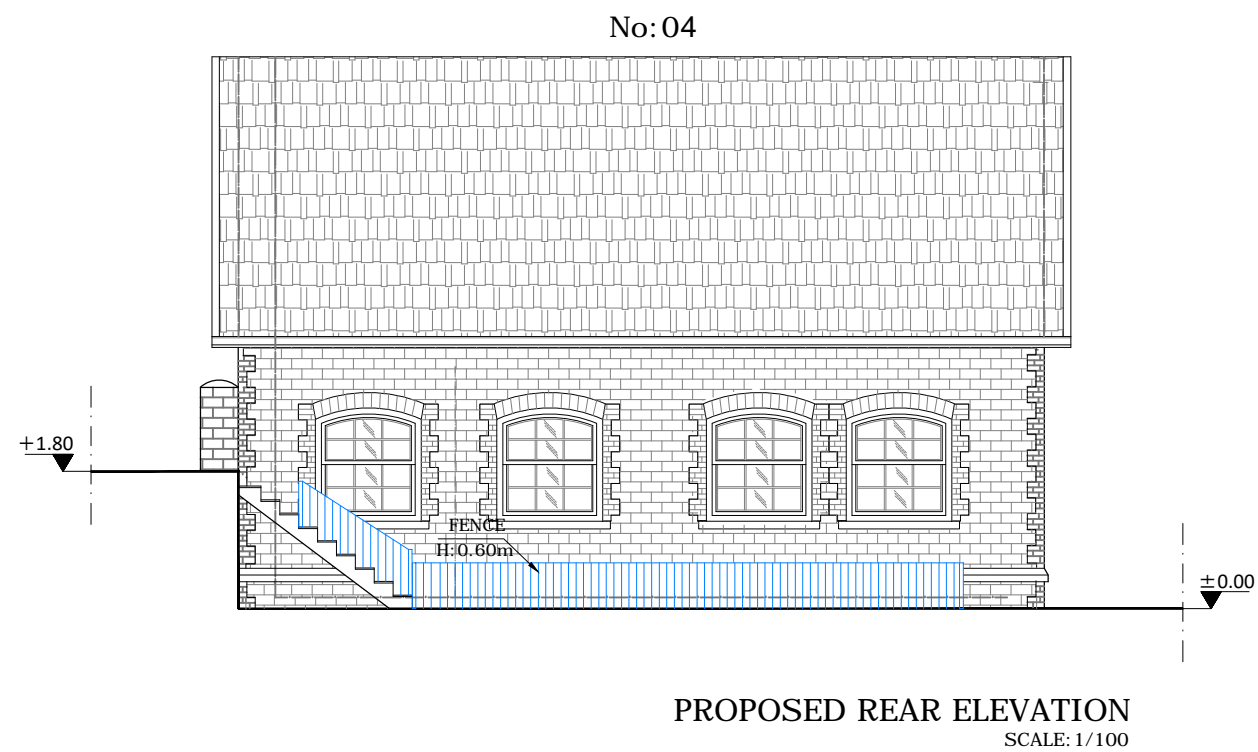 No:04
+1.80
FENCE
H:0.60m
±0.00
PROPOSED REAR ELEVATION
SCALE:1/100